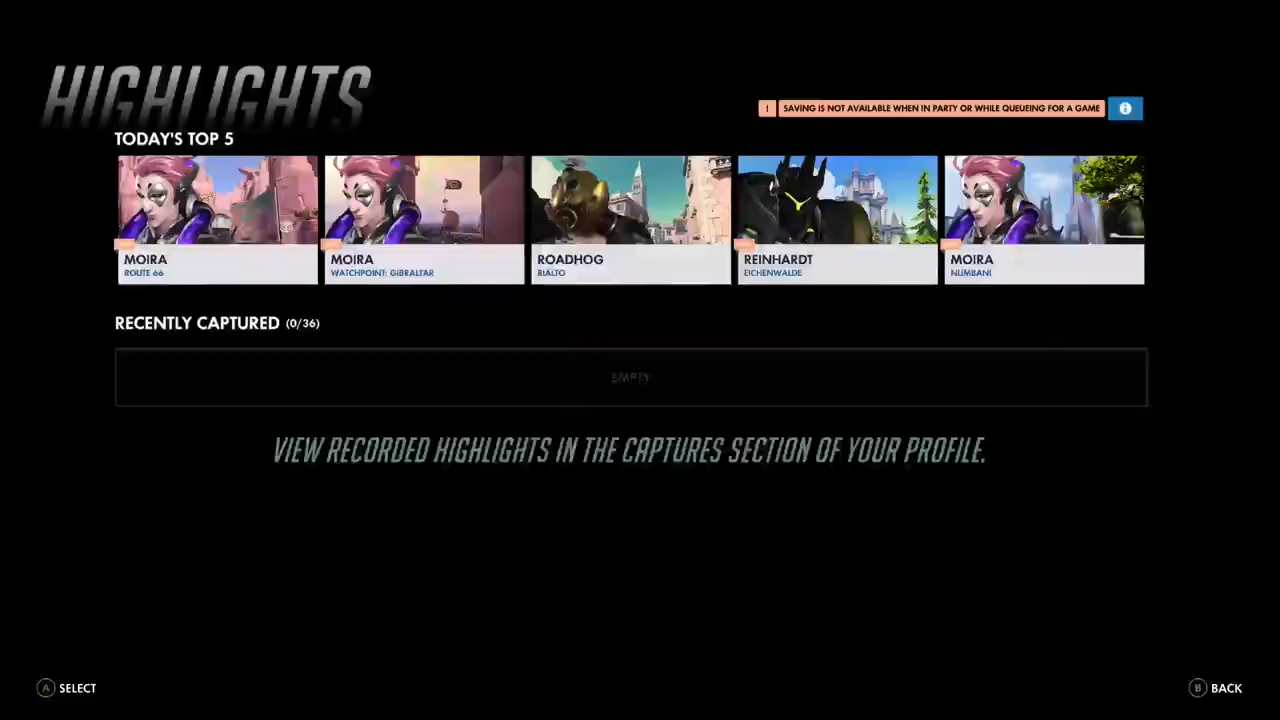 HIGHLIGHTS
! SAVING IS NOT AVAILABLE WHEN IN PARTY OR WHILE QUEUEING FOR A GAME
TODAY'S TOP 5
MOIRA
ROUTE 66
MOIRA
WATCHPOINT: GIBRALTAR
ROADHOG
RIALTO
REINHARDT
EICHENWALDE
MOIRA
NUMBANI
RECENTLY CAPTURED (0/36)
EMPTY
VIEW RECORDED HIGHLIGHTS IN THE CAPTURES SECTION OF YOUR PROFILE.
A SELECT
B BACK